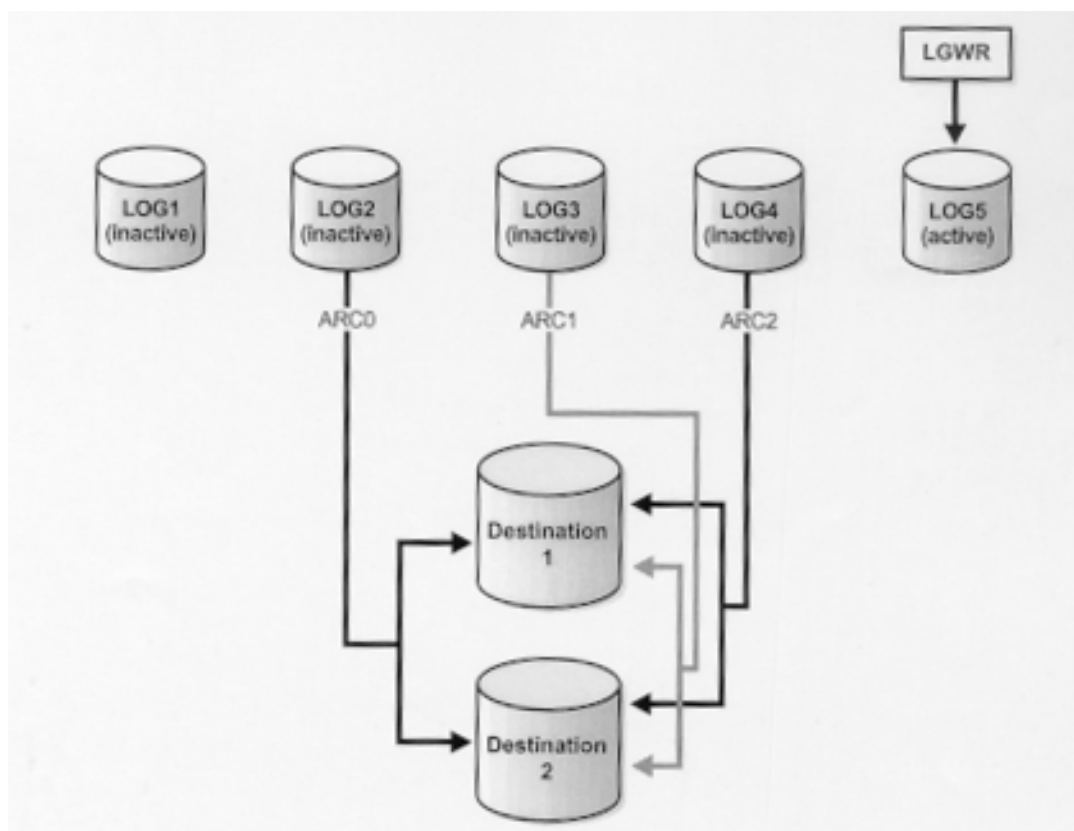 LGWR
LOG1
(inactive)
LOG2
(inactive)
LOG3
(inactive)
LOG4
(inactive)
LOG5
(active)
ARC0
ARC1
ARC2
Destination
1
Destination
2